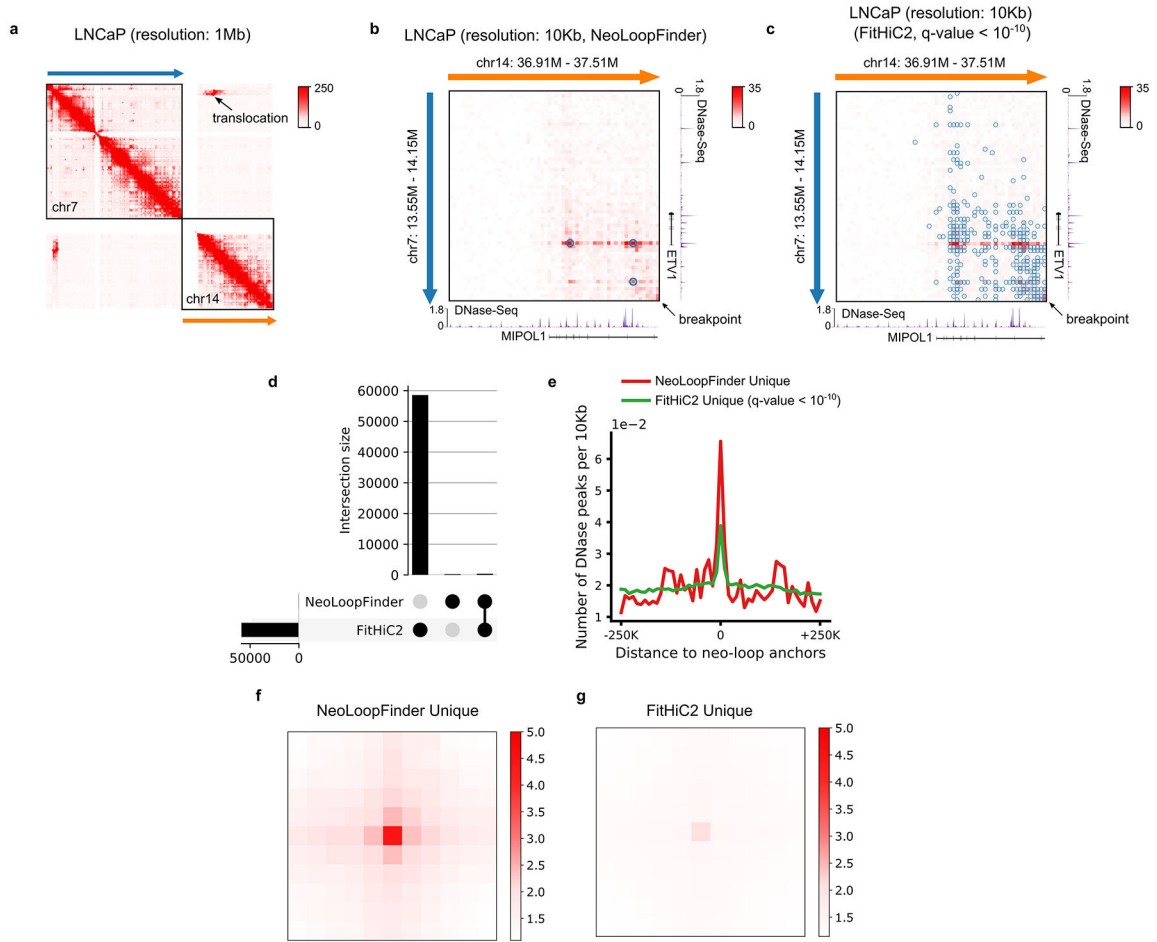 a
LNCaP (resolution: 1Mb)
250
0
translocation
chr7
chr14
b
LNCaP (resolution: 10Kb, NeoLoopFinder)
chr14: 36.91M - 37.51M
chr7: 13.55M - 14.15M
1.8
0
DNase-Seq
35
0
ETV1
breakpoint
1.8
0
DNase-Seq
MIPOL1
c
LNCaP (resolution: 10Kb)
(FitHiC2, q-value < 10⁻¹⁰)
chr14: 36.91M - 37.51M
chr7: 13.55M - 14.15M
1.8
0
DNase-Seq
35
0
ETV1
breakpoint
1.8
0
DNase-Seq
MIPOL1
d
60000
50000
40000
30000
20000
10000
0
Intersection size
NeoLoopFinder
FitHiC2
50000
0
e
NeoLoopFinder Unique
FitHiC2 Unique (q-value < 10⁻¹⁰)
1e−2
6
5
4
3
2
1
Number of DNase peaks per 10Kb
-250K
0
+250K
Distance to neo-loop anchors
f
NeoLoopFinder Unique
5.0
4.5
4.0
3.5
3.0
2.5
2.0
1.5
g
FitHiC2 Unique
5.0
4.5
4.0
3.5
3.0
2.5
2.0
1.5